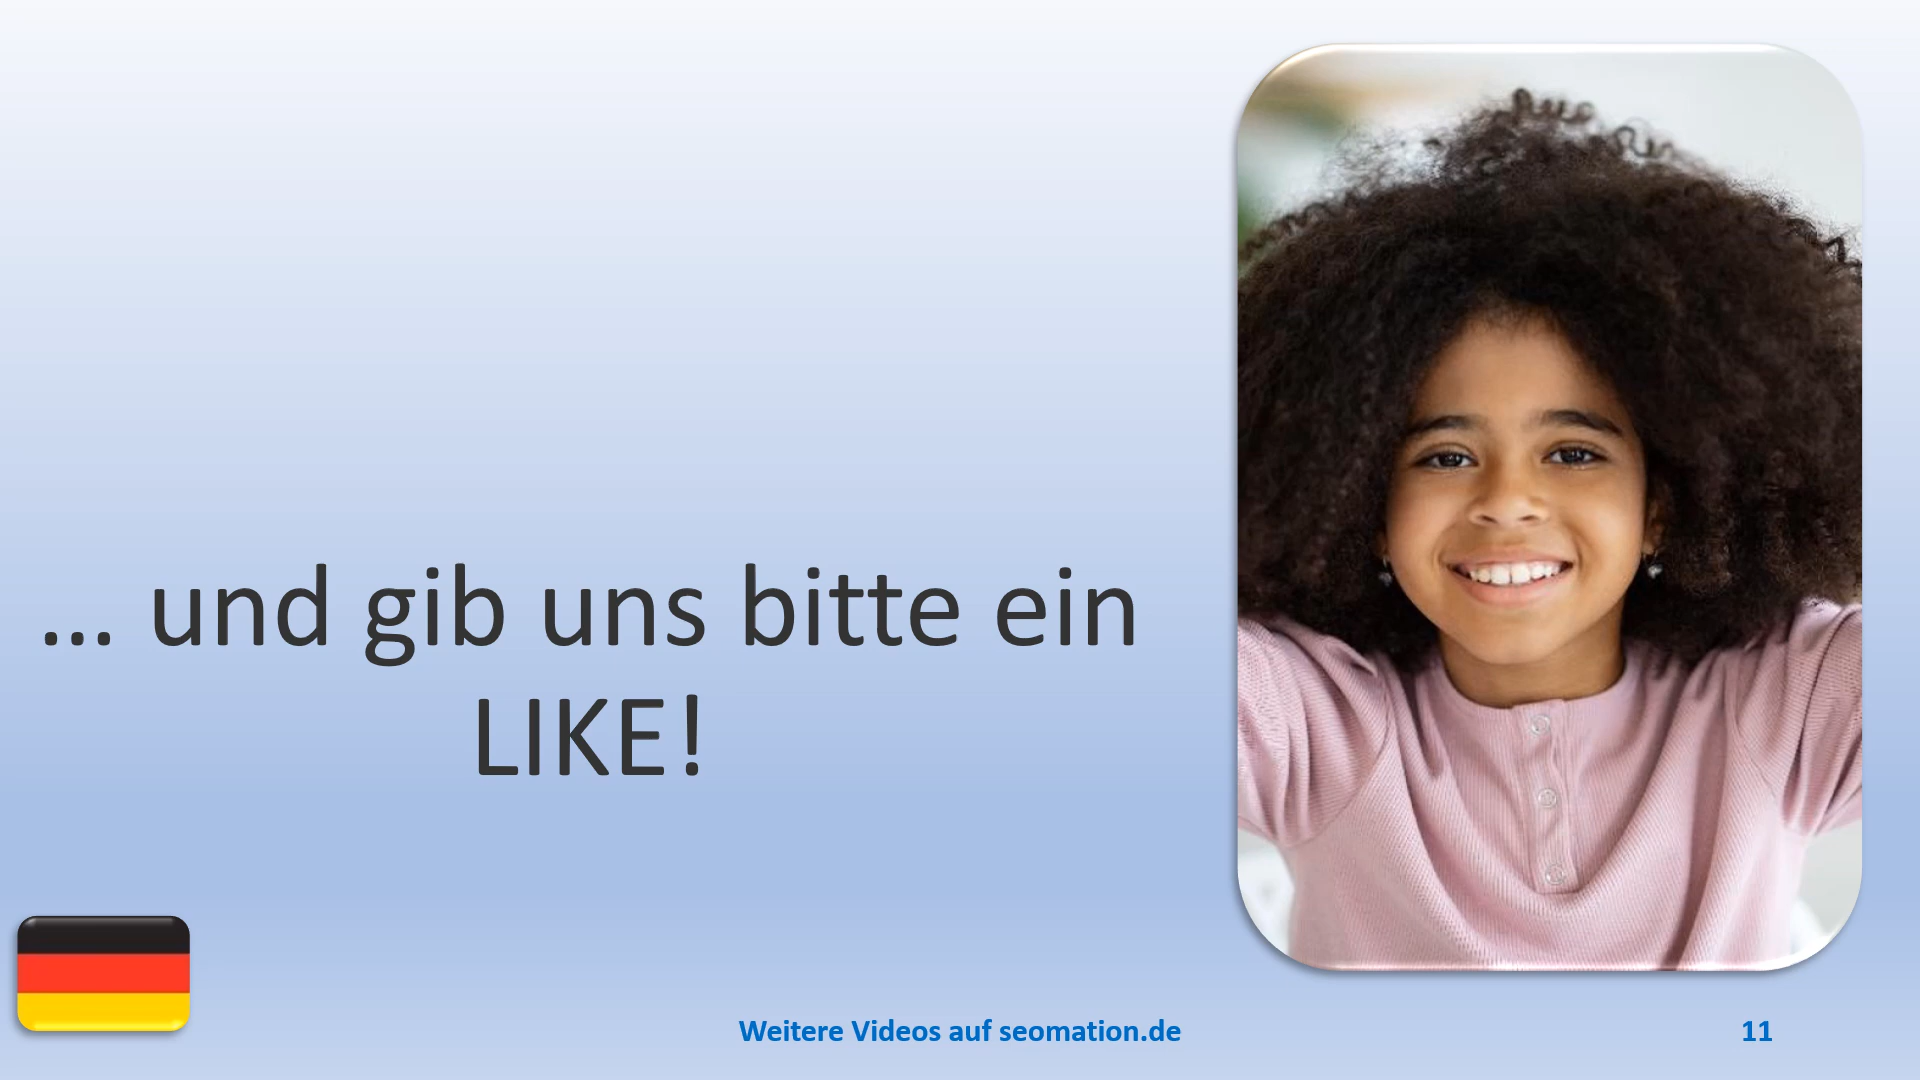 ... und gib uns bitte ein
LIKE!
Weitere Videos auf seomation.de
11